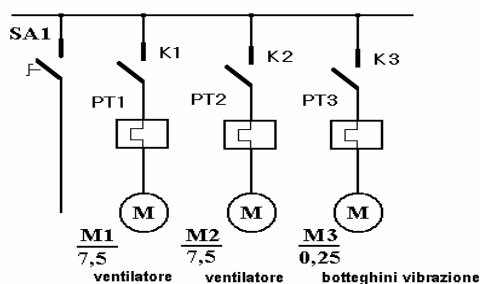 SA1
K1
K2
K3
PT1
PT2
PT3
M
M
M
M1
7,5
M2
7,5
M3
0,25
ventilatore
ventilatore
botteghini vibrazione